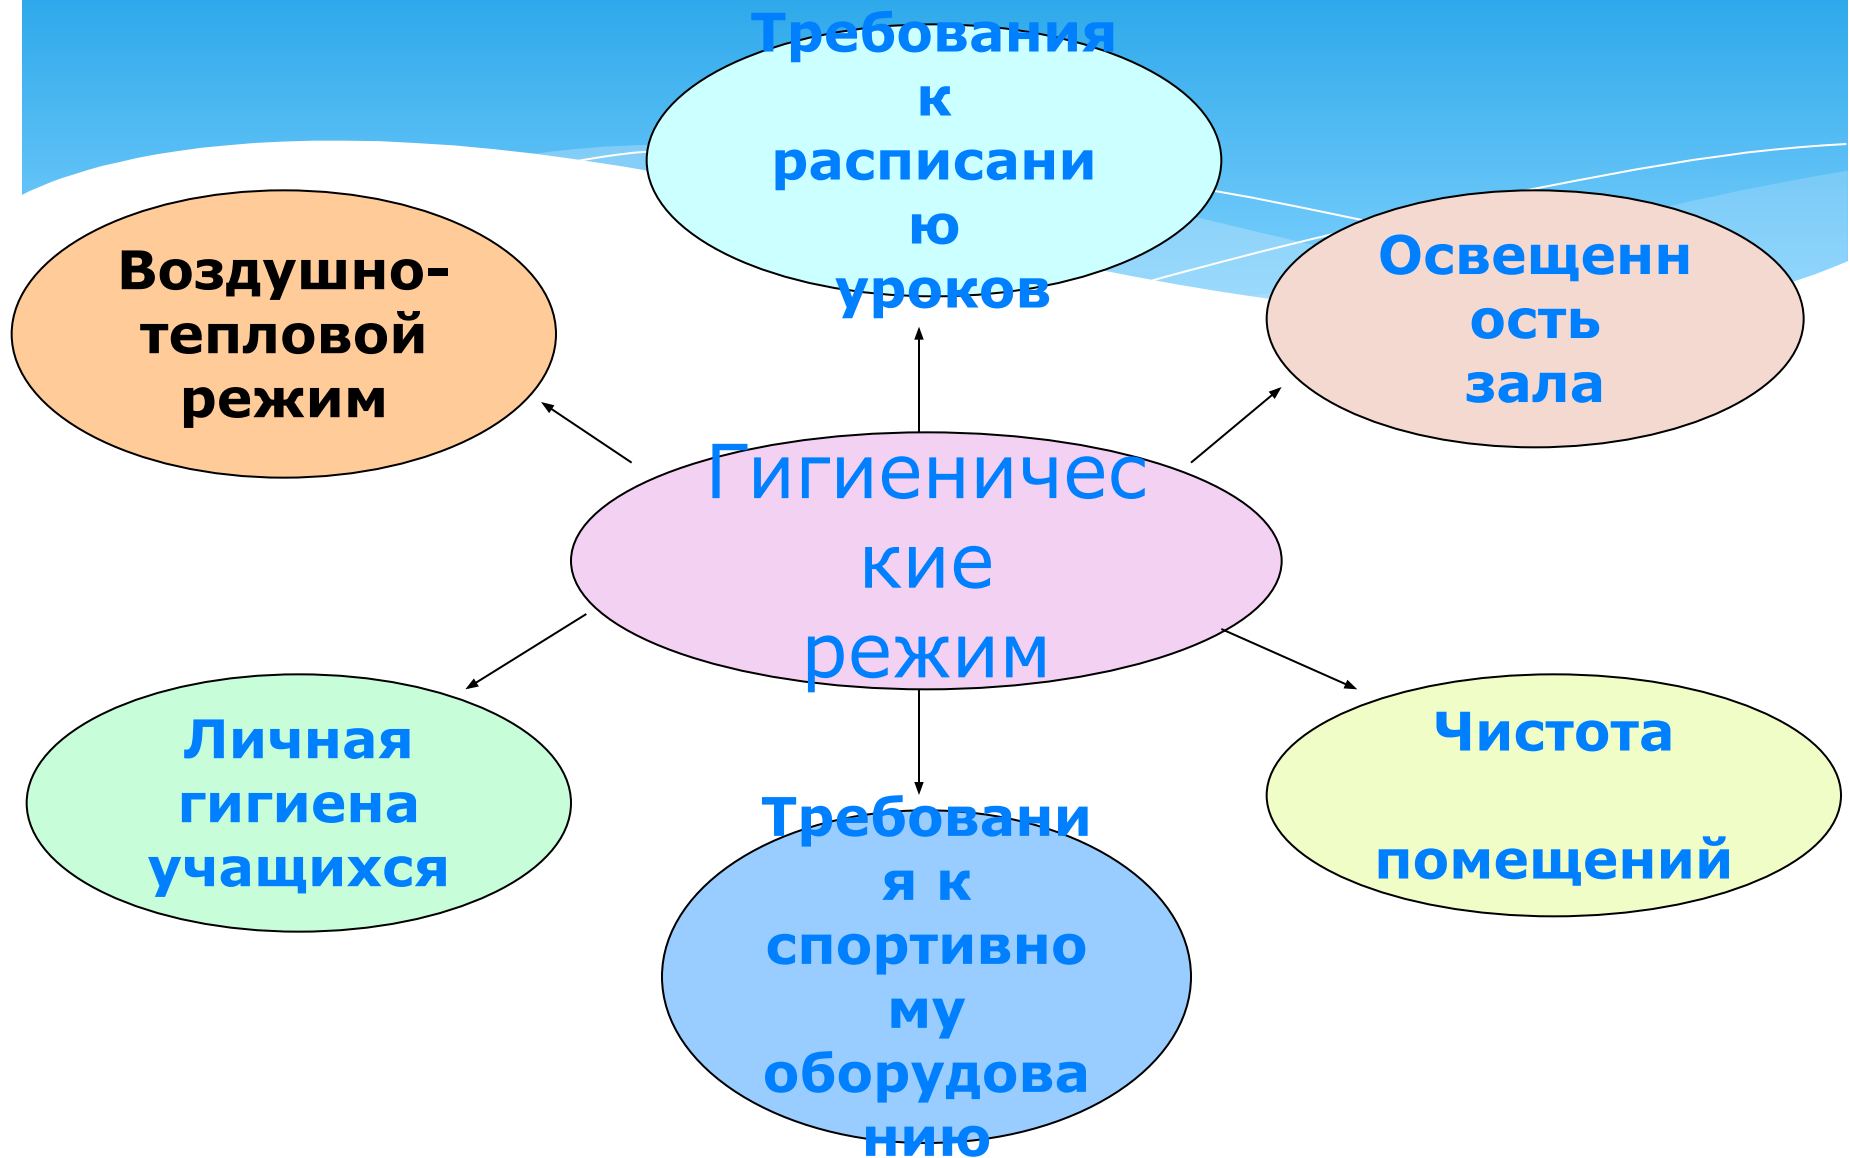 Требования
к
расписани
ю
уроков
Воздушно-
тепловой
режим
Освещенн
ость
зала
Гигиеничес
кие
режим
Личная
гигиена
учащихся
Чистота
помещений
Требовани
я к
спортивно
му
оборудова
нию